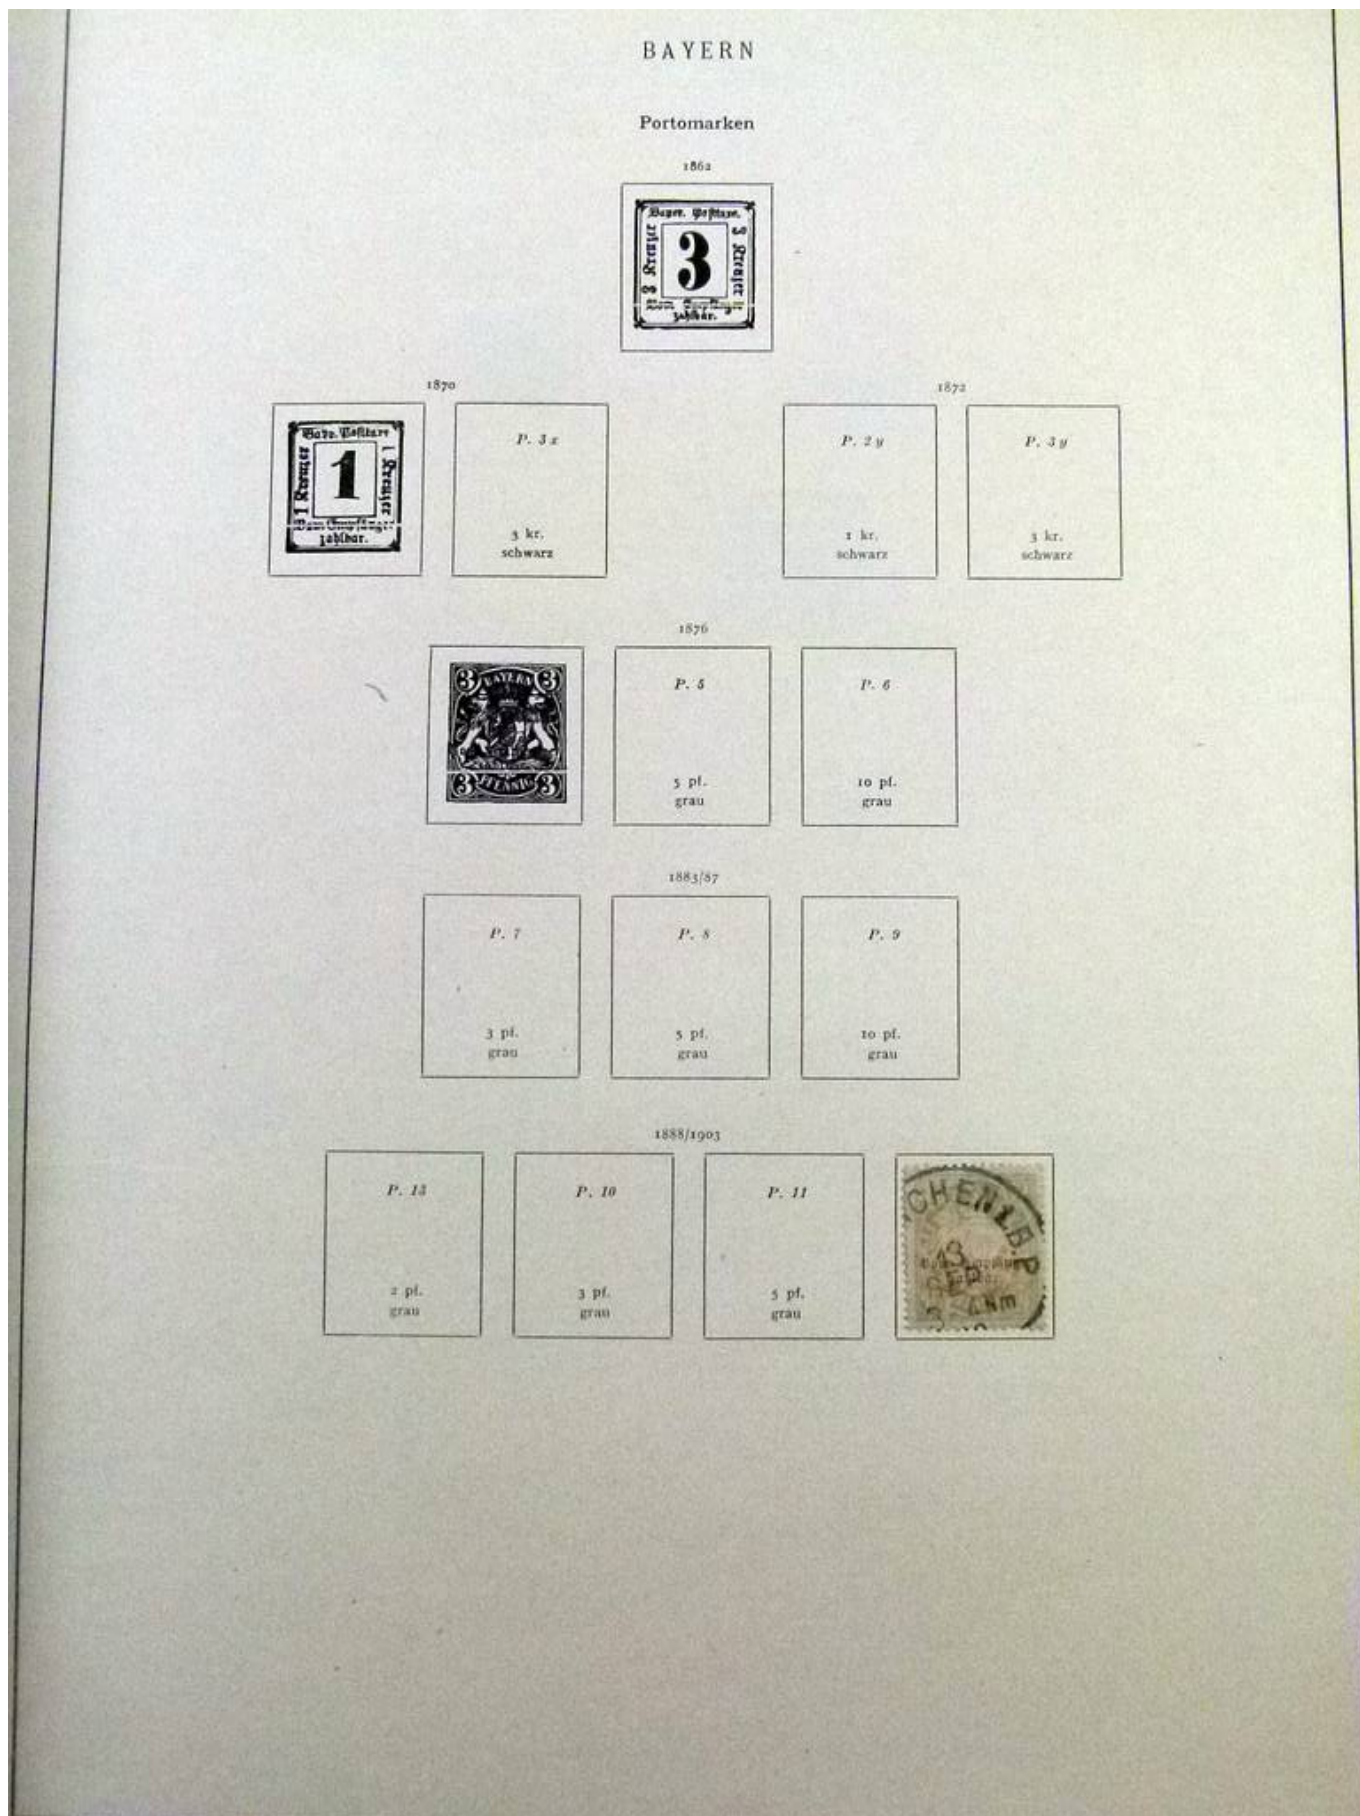 BAYERN
Portomarken
1862
Bayer. Posttaxe.
3 Kreuzer
3
3 Kreuzer
Vom Empfänger
zahlbar.
1870
1872
Bayr. Posttaxe
1 Kreuzer
1
1 Kreuzer
Vom Empfänger
zahlbar.
P. 3 x
3 kr.
schwarz
P. 2 y
1 kr.
schwarz
P. 3 y
3 kr.
schwarz
1876
3 BAYERN 3
3 PFENNIG 3
P. 5
5 pf.
grau
P. 6
10 pf.
grau
1883/87
P. 7
3 pf.
grau
P. 8
5 pf.
grau
P. 9
10 pf.
grau
1888/1903
P. 13
2 pf.
grau
P. 10
3 pf.
grau
P. 11
5 pf.
grau
CHEN I.B.P
13
SEP